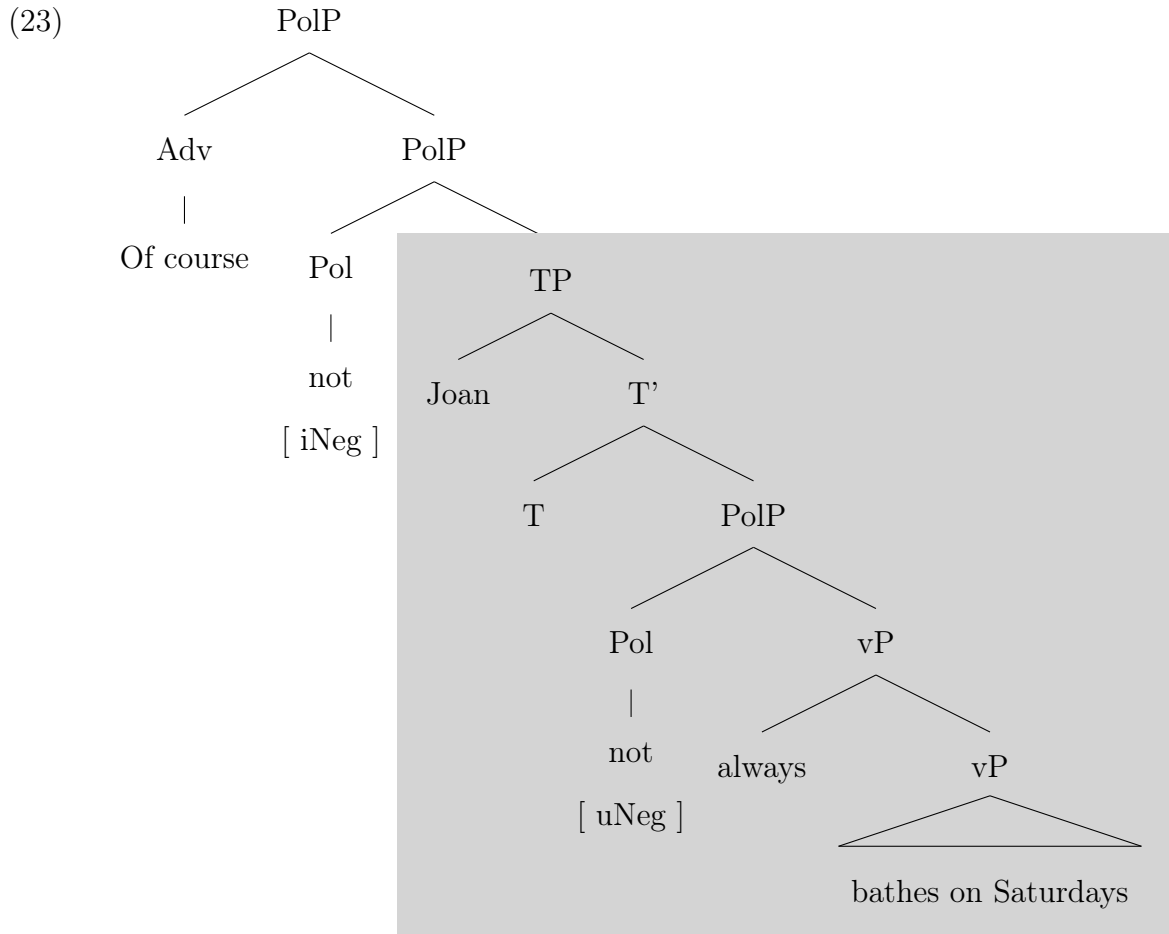 (23) PolP
Adv PolP
Of course Pol TP
not Joan T’
[ iNeg ]
T PolP
Pol vP
not always vP
[ uNeg ]
bathes on Saturdays